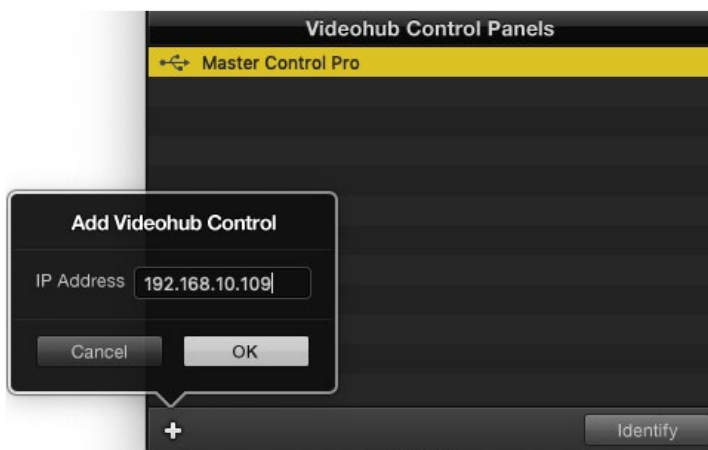 Videohub Control Panels
Master Control Pro
Add Videohub Control
IP Address 192.168.10.109
Cancel OK
+ Identify